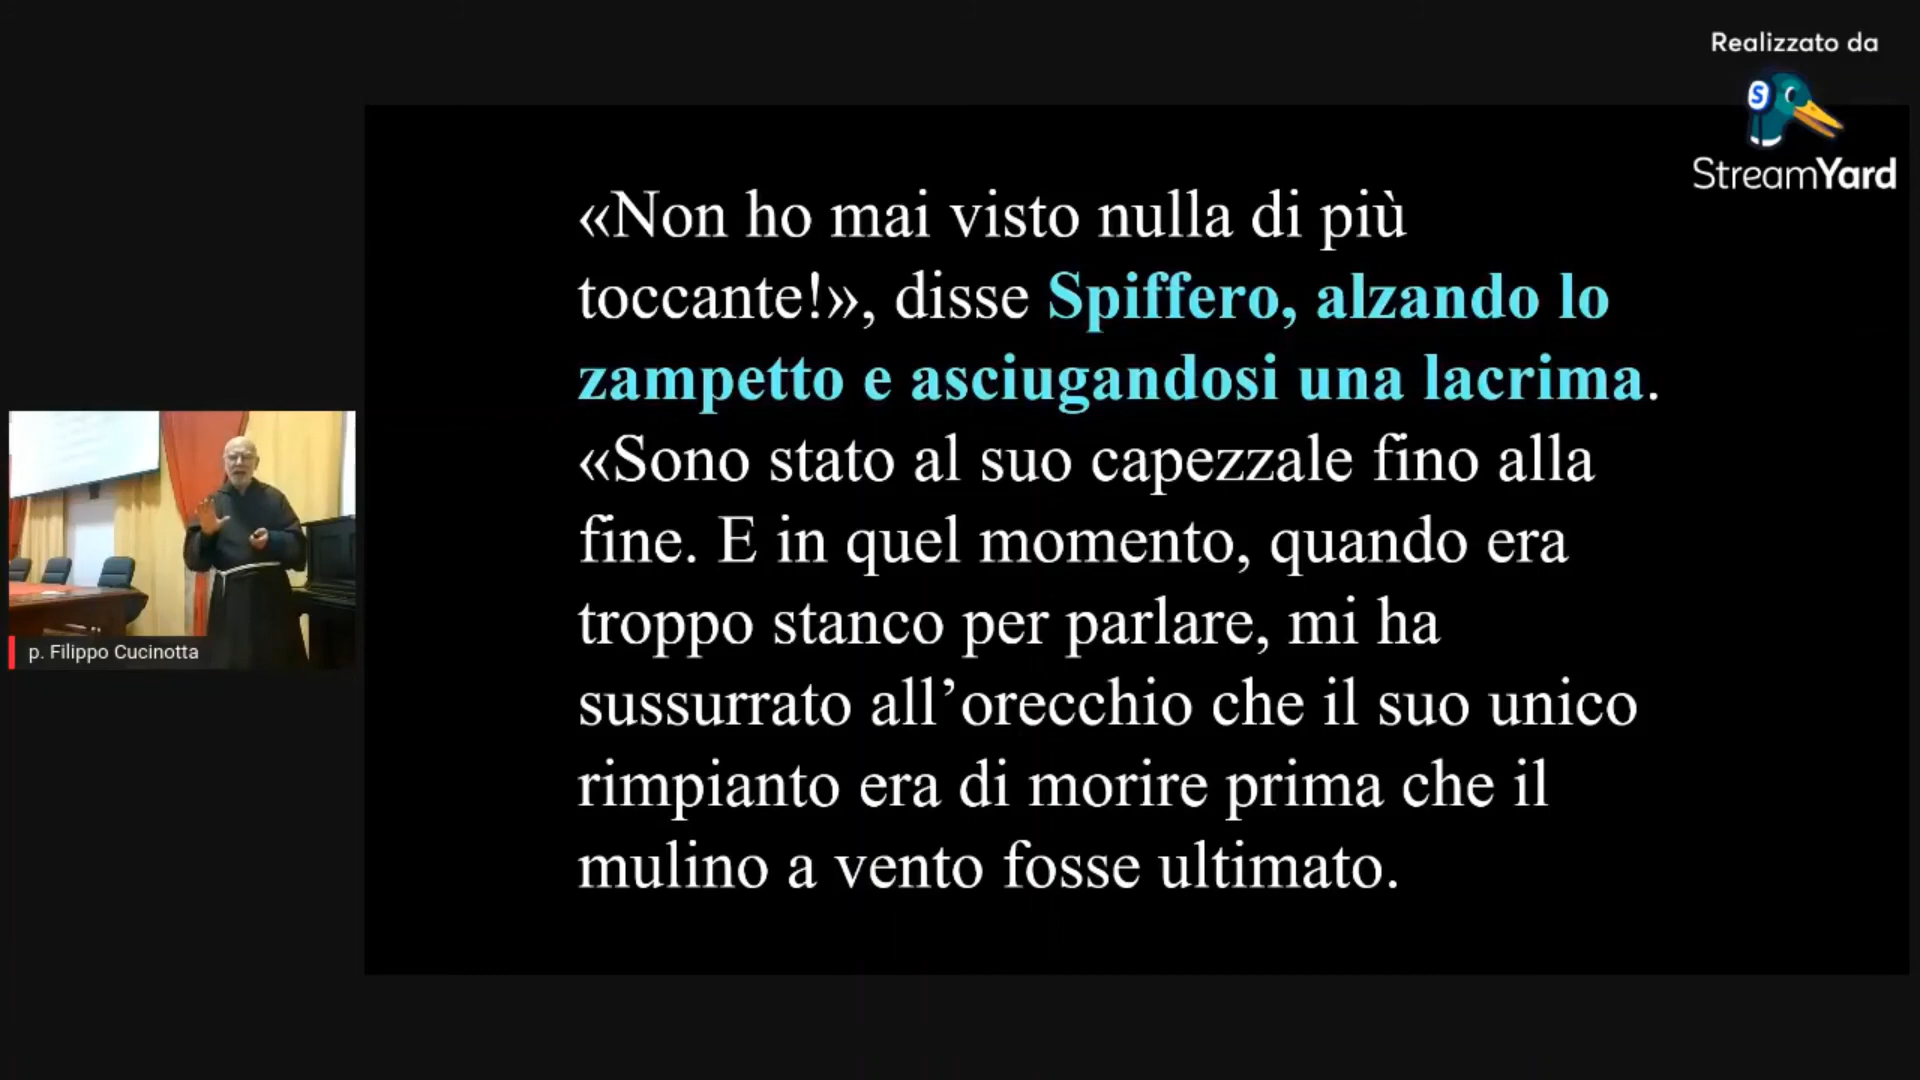 Realizzato da
StreamYard
«Non ho mai visto nulla di più
toccante!», disse Spiffero, alzando lo
zampetto e asciugandosi una lacrima.
«Sono stato al suo capezzale fino alla
fine. E in quel momento, quando era
troppo stanco per parlare, mi ha
sussurrato all’orecchio che il suo unico
rimpianto era di morire prima che il
mulino a vento fosse ultimato.
p. Filippo Cucinotta